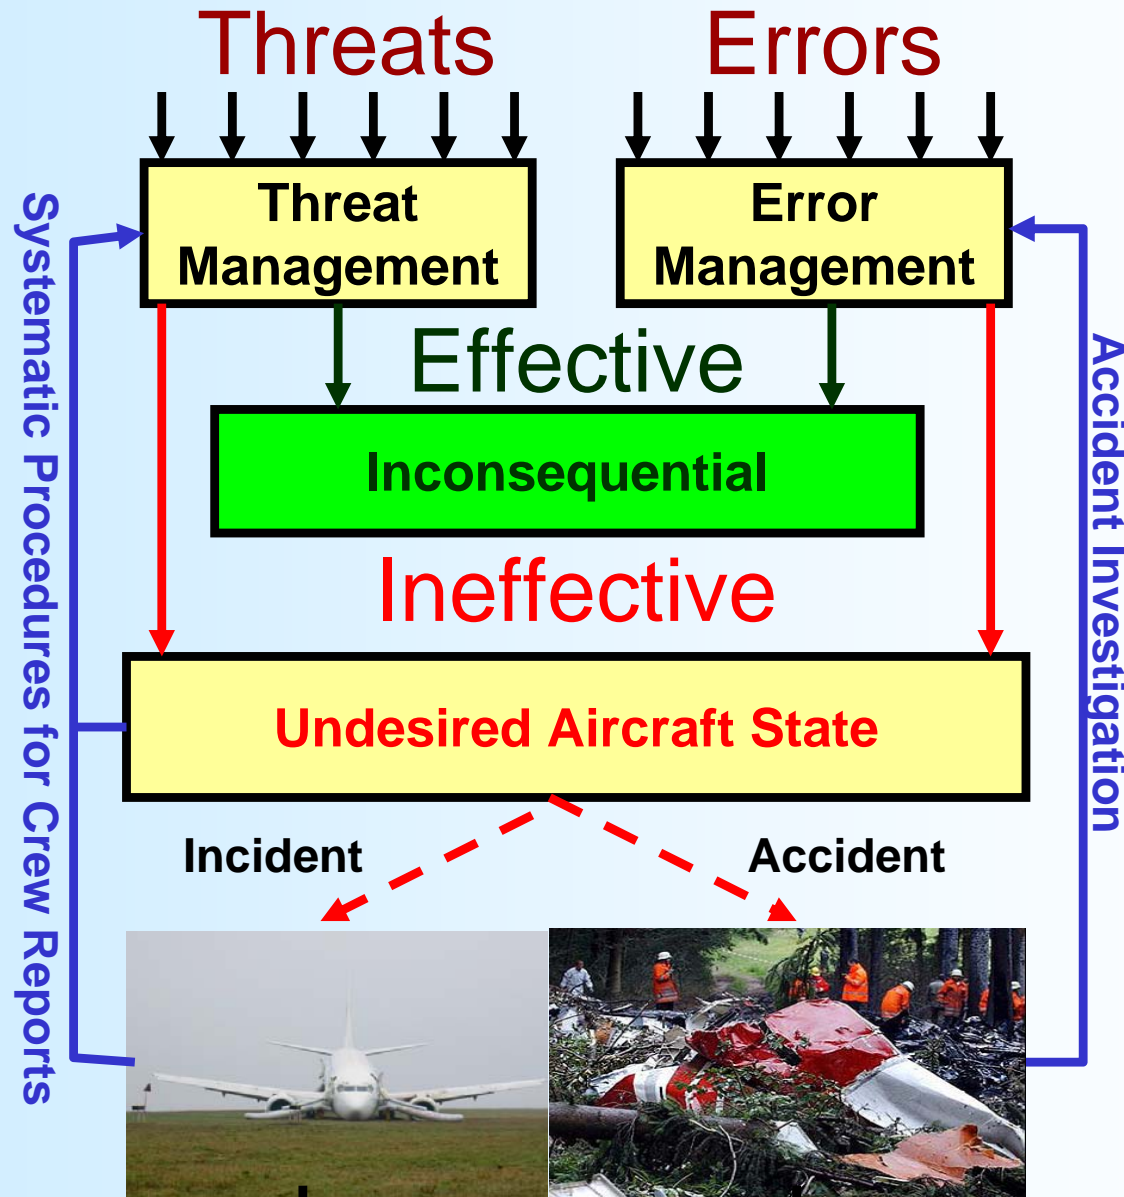 Threats
Errors
Threat
Management
Error
Management
Effective
Inconsequential
Ineffective
Undesired Aircraft State
Incident
Accident
Systematic Procedures for Crew Reports
Accident Investigation